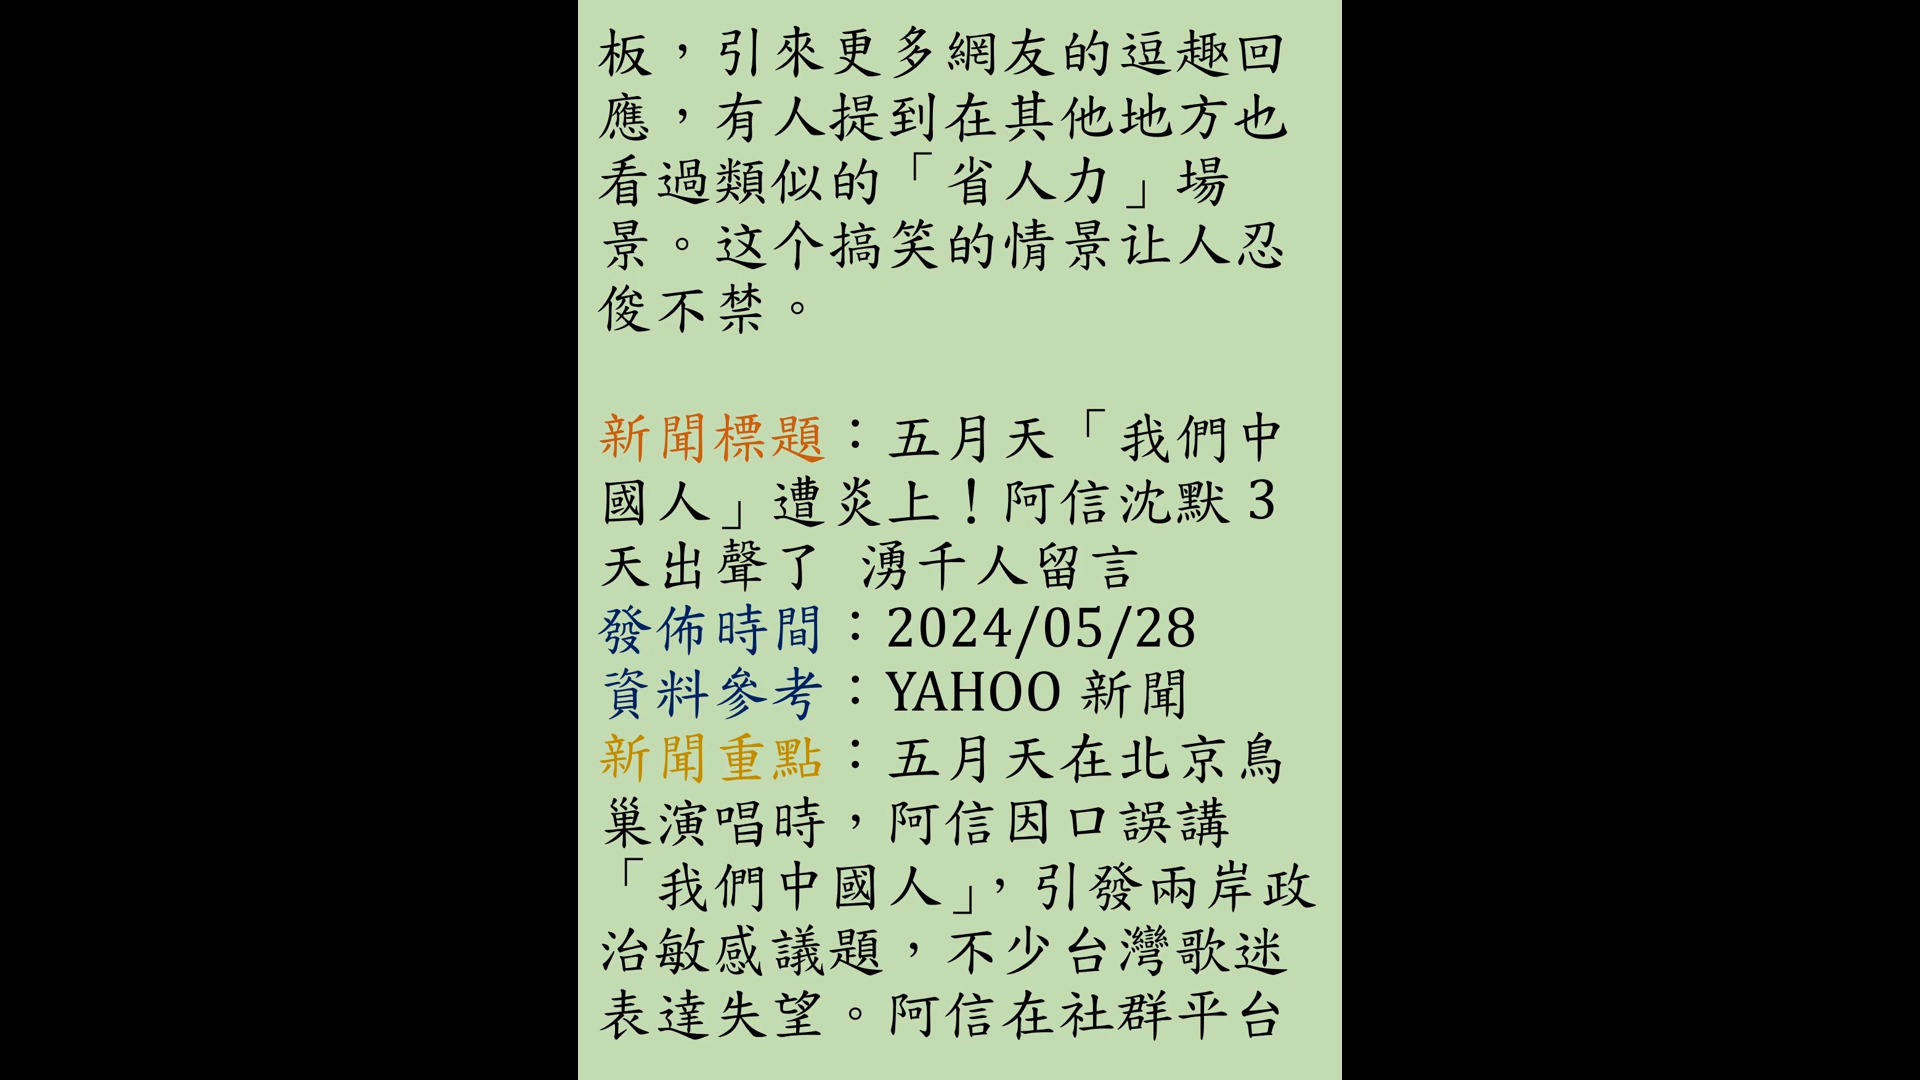 板，引來更多網友的逗趣回
應，有人提到在其他地方也
看過類似的「省人力」場
景。这个搞笑的情景让人忍
俊不禁。
新聞標題：五月天「我們中
國人」遭炎上！阿信沈默 3
天出聲了 湧千人留言
發佈時間：2024/05/28
資料參考：YAHOO 新聞
新聞重點：五月天在北京鳥
巢演唱時，阿信因口誤講
「我們中國人」，引發兩岸政
治敏感議題，不少台灣歌迷
表達失望。阿信在社群平台